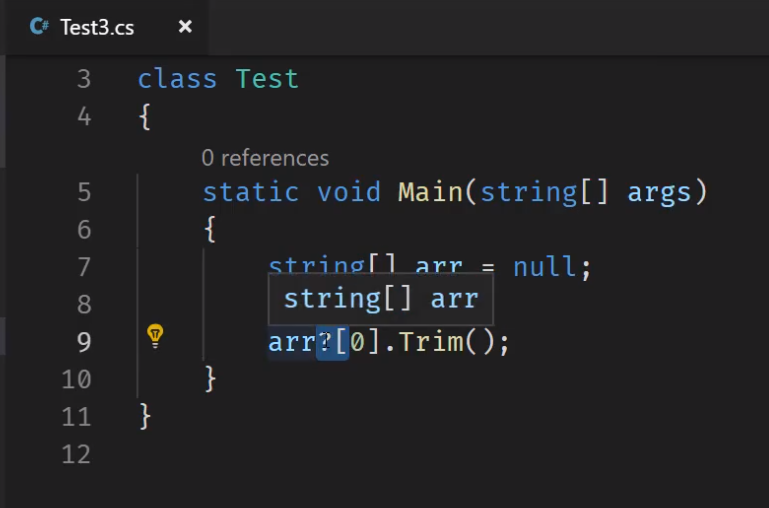 C# Test3.cs ×
3 class Test
4 {
0 references
5 static void Main(string[] args)
6 {
7 string[] arr = null;
8 string[] arr
9 arr?[0].Trim();
10 }
11 }
12